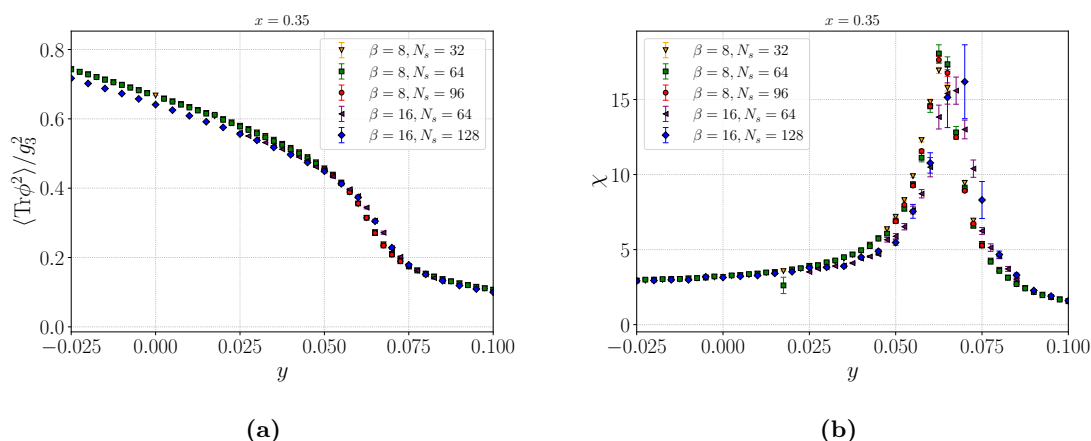 x = 0.35
⟨Trϕ²⟩/g₃²
0.8
0.6
0.4
0.2
0.0
β = 8, Nₛ = 32
β = 8, Nₛ = 64
β = 8, Nₛ = 96
β = 16, Nₛ = 64
β = 16, Nₛ = 128
−0.025 0.000 0.025 0.050 0.075 0.100
y
(a)
x = 0.35
χ
15
10
5
0
β = 8, Nₛ = 32
β = 8, Nₛ = 64
β = 8, Nₛ = 96
β = 16, Nₛ = 64
β = 16, Nₛ = 128
−0.025 0.000 0.025 0.050 0.075 0.100
y
(b)